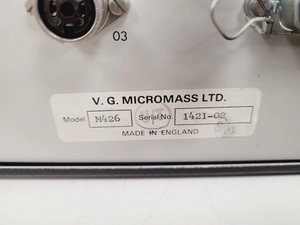 03
V. G. MICROMASS LTD.
Model M426 Serial No. 1421-02
MADE IN ENGLAND